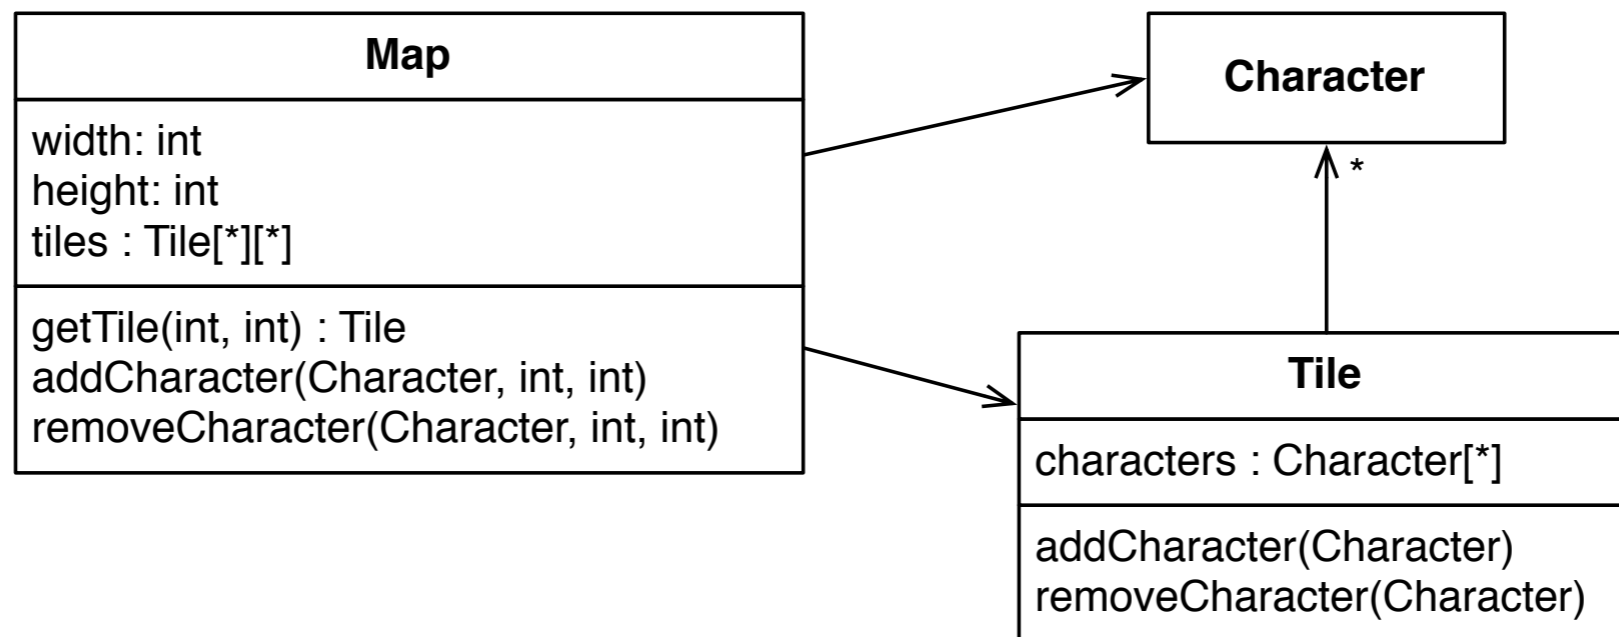 Map
width: int
height: int
tiles : Tile[*][*]
getTile(int, int) : Tile
addCharacter(Character, int, int)
removeCharacter(Character, int, int)
Character
*
Tile
characters : Character[*]
addCharacter(Character)
removeCharacter(Character)